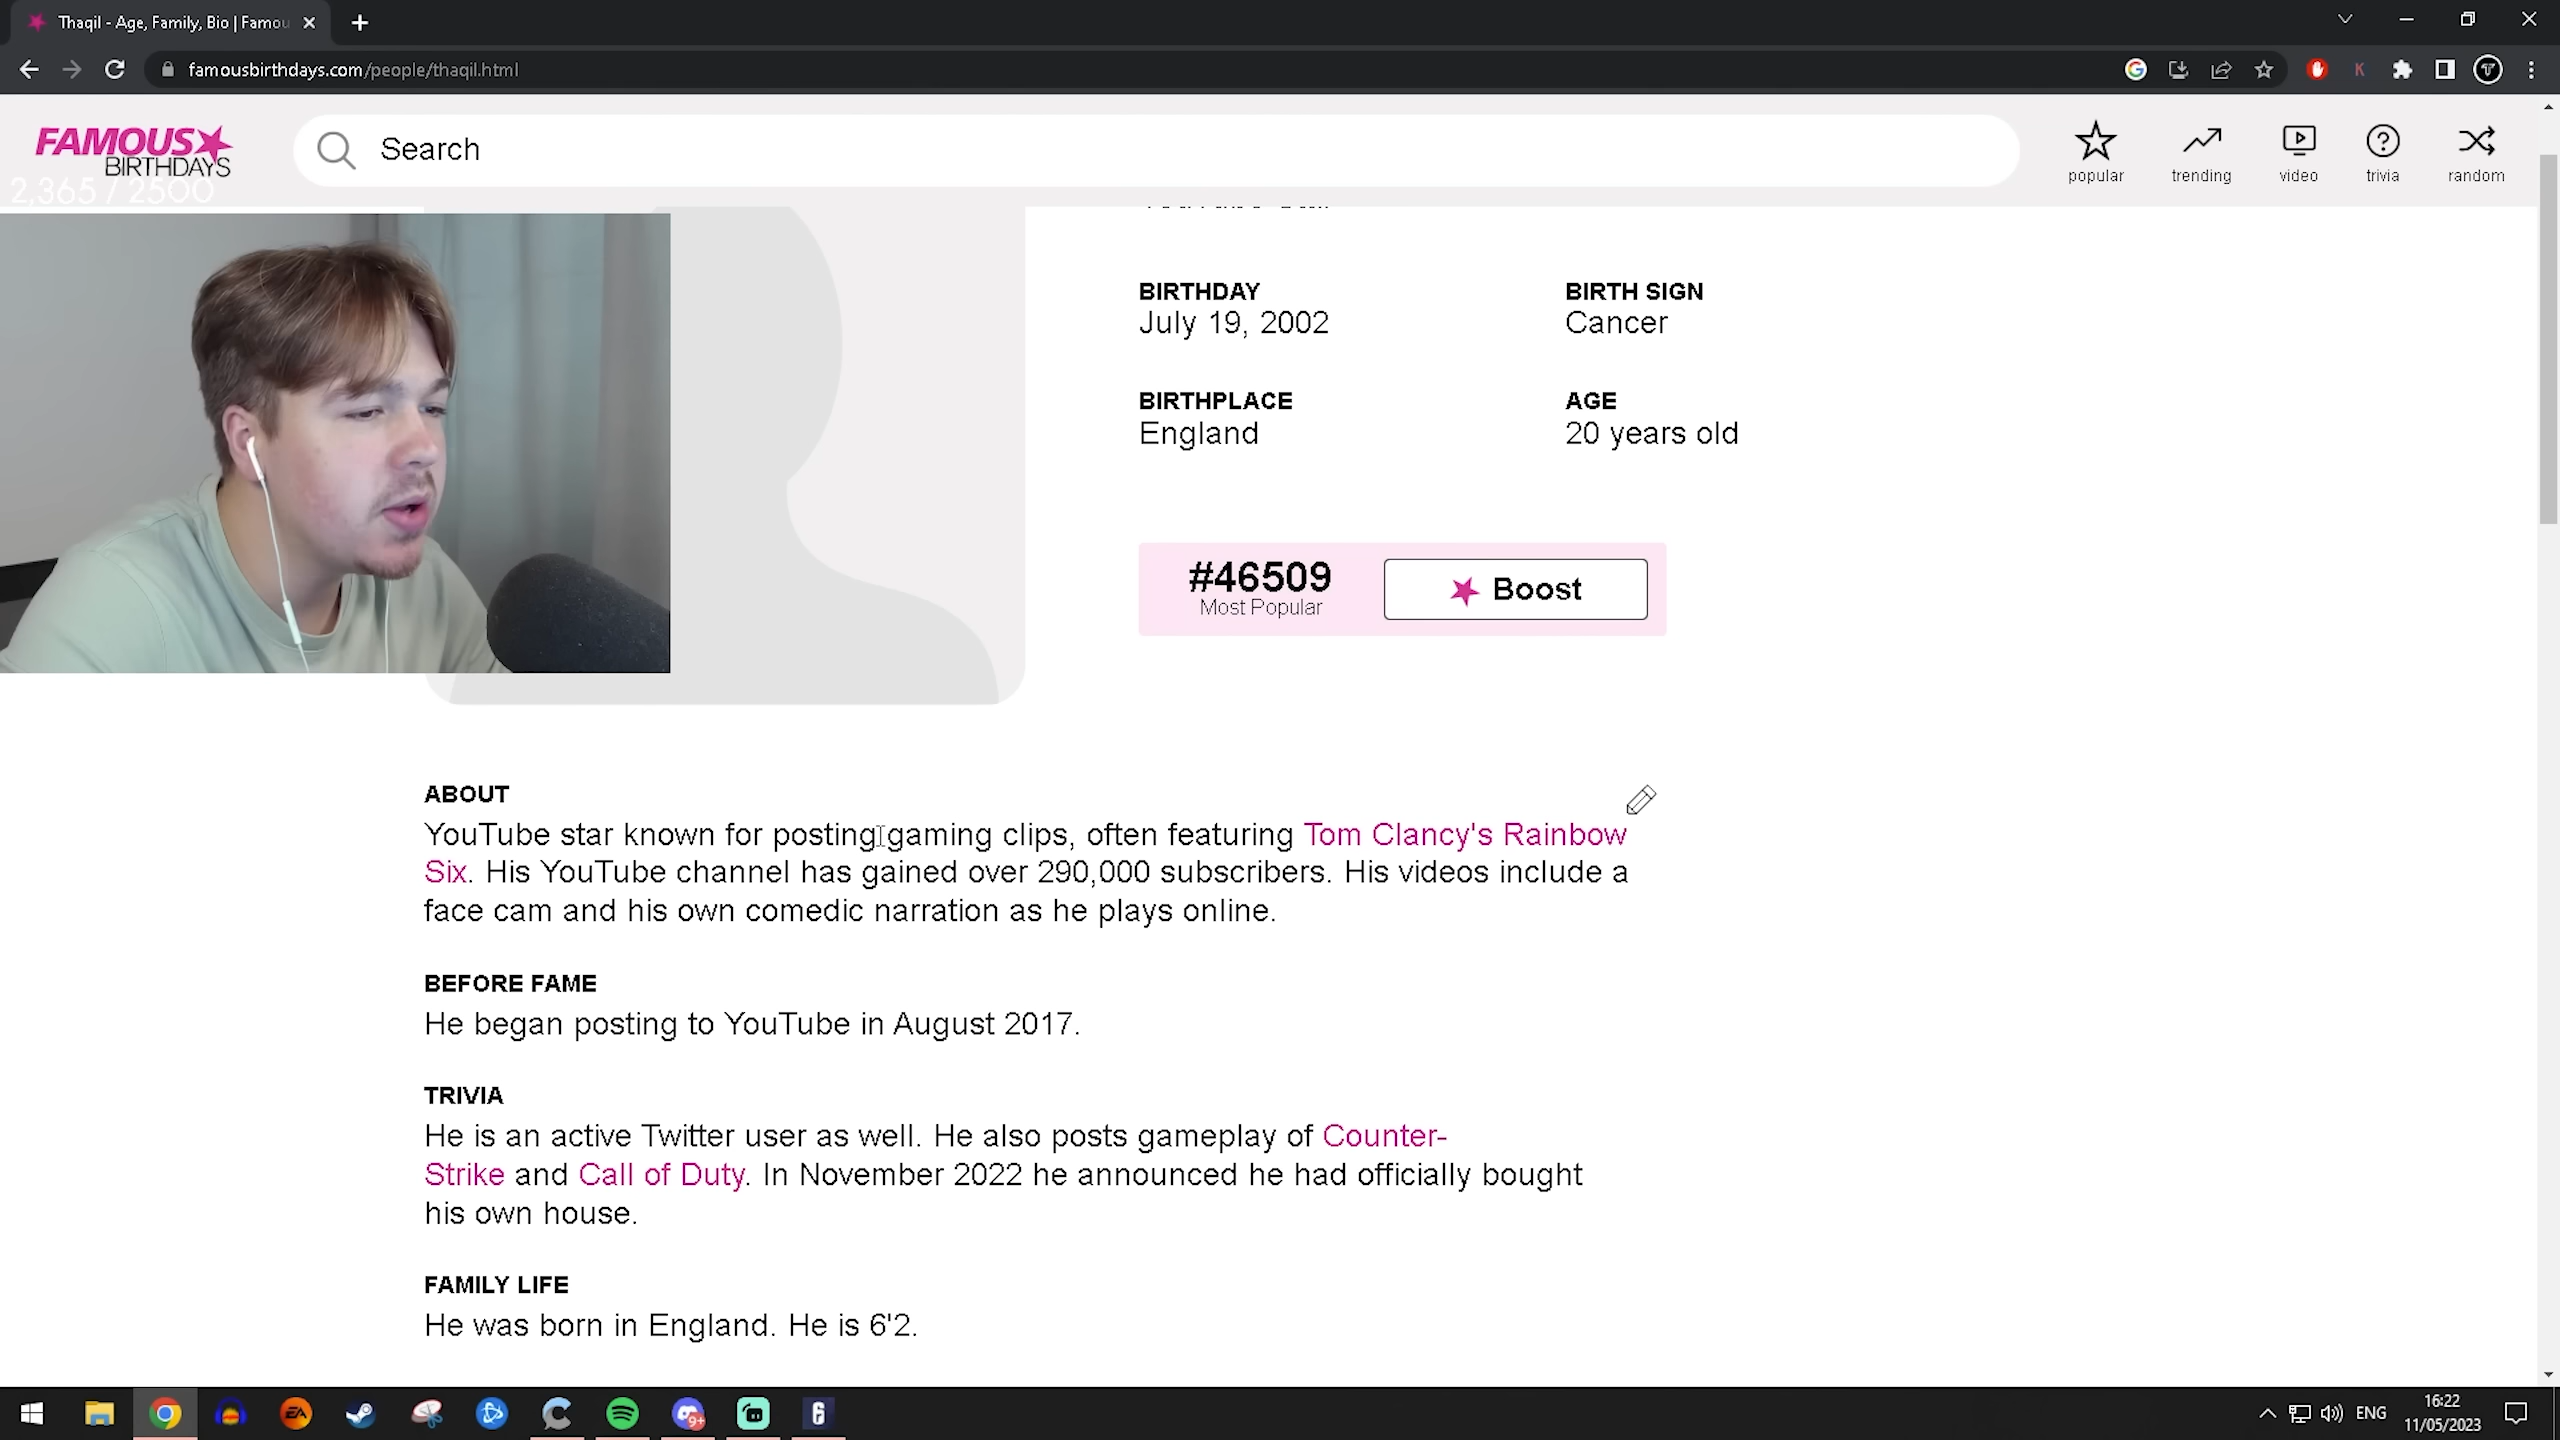 Thaqil - Age, Family, Bio | Famou
famousbirthdays.com/people/thaqil.html
FAMOUS
BIRTHDAYS
Search
popular
trending
video
trivia
random
2,365 / 2500
BIRTHDAY
July 19, 2002
BIRTH SIGN
Cancer
BIRTHPLACE
England
AGE
20 years old
#46509
Most Popular
Boost
ABOUT
YouTube star known for posting gaming clips, often featuring Tom Clancy's Rainbow
Six. His YouTube channel has gained over 290,000 subscribers. His videos include a
face cam and his own comedic narration as he plays online.
BEFORE FAME
He began posting to YouTube in August 2017.
TRIVIA
He is an active Twitter user as well. He also posts gameplay of Counter-
Strike and Call of Duty. In November 2022 he announced he had officially bought
his own house.
FAMILY LIFE
He was born in England. He is 6'2.
EA
9+
ENG
16:22
11/05/2023